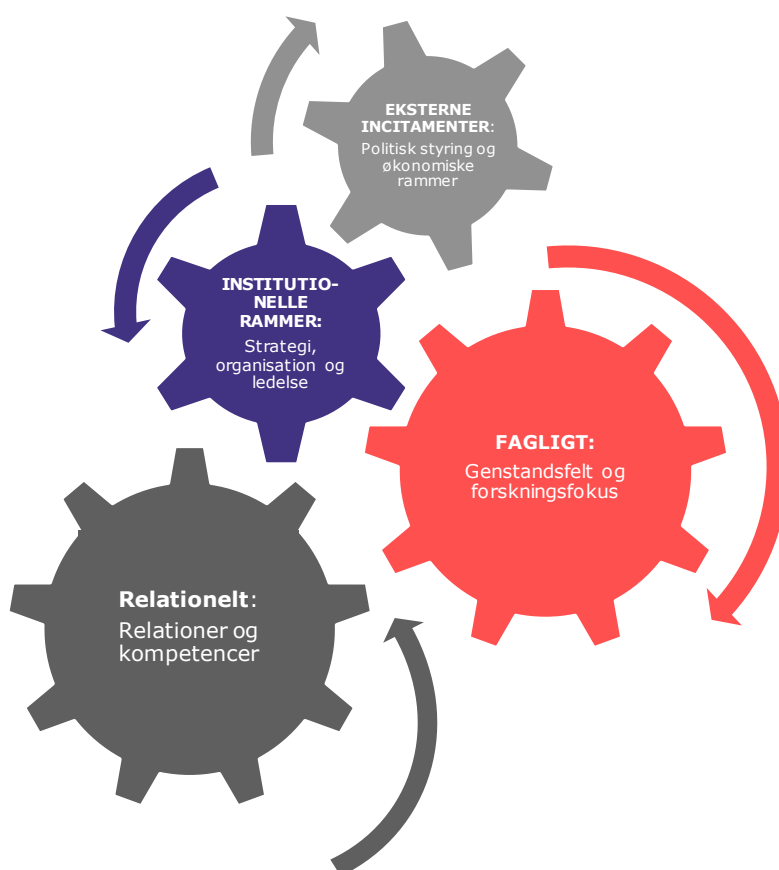 EKSTERNE
INCITAMENTER:
Politisk styring og
økonomiske
rammer
INSTITUTIO-
NELLE
RAMMER:
Strategi,
organisation og
ledelse
FAGLIGT:
Genstandsfelt og
forskningsfokus
Relationelt:
Relationer og
kompetencer